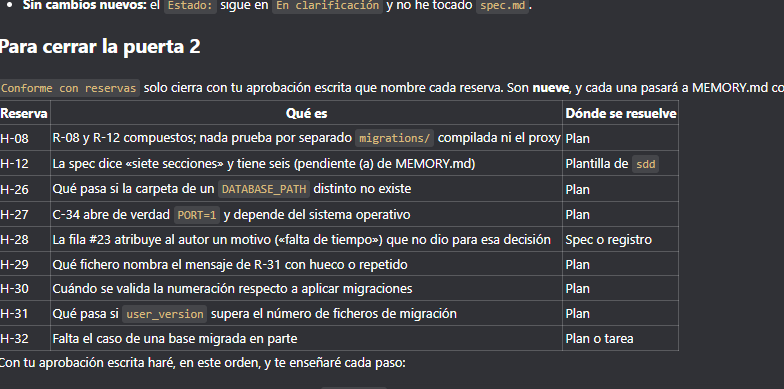 • Sin cambios nuevos: el Estado: sigue en En clarificación y no he tocado spec.md.
Para cerrar la puerta 2
Conforme con reservas solo cierra con tu aprobación escrita que nombre cada reserva. Son nueve, y cada una pasará a MEMORY.md co
Reserva Qué es Dónde se resuelve
H-08 R-08 y R-12 compuestos; nada prueba por separado migrations/ compilada ni el proxy Plan
H-12 La spec dice «siete secciones» y tiene seis (pendiente (a) de MEMORY.md) Plantilla de sdd
H-26 Qué pasa si la carpeta de un DATABASE_PATH distinto no existe Plan
H-27 C-34 abre de verdad PORT=1 y depende del sistema operativo Plan
H-28 La fila #23 atribuye al autor un motivo («falta de tiempo») que no dio para esa decisión Spec o registro
H-29 Qué fichero nombra el mensaje de R-31 con hueco o repetido Plan
H-30 Cuándo se valida la numeración respecto a aplicar migraciones Plan
H-31 Qué pasa si user_version supera el número de ficheros de migración Plan
H-32 Falta el caso de una base migrada en parte Plan o tarea
Con tu aprobación escrita haré, en este orden, y te enseñaré cada paso: